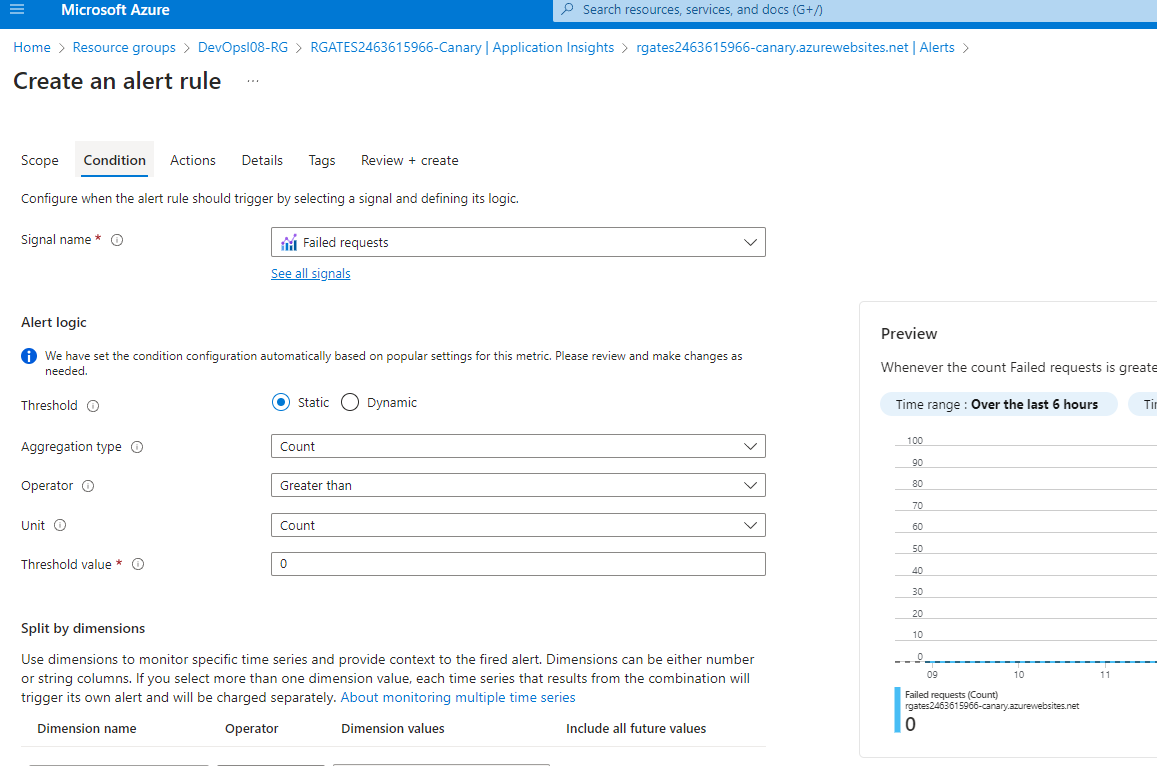 Microsoft Azure
Search resources, services, and docs (G+/)
Home > Resource groups > DevOpsl08-RG > RGATES2463615966-Canary | Application Insights > rgates2463615966-canary.azurewebsites.net | Alerts >
Create an alert rule ...
Scope Condition Actions Details Tags Review + create
Configure when the alert rule should trigger by selecting a signal and defining its logic.
Signal name *
Failed requests
See all signals
Alert logic
We have set the condition configuration automatically based on popular settings for this metric. Please review and make changes as
needed.
Threshold Static Dynamic
Aggregation type Count
Operator Greater than
Unit Count
Threshold value * 0
Split by dimensions
Use dimensions to monitor specific time series and provide context to the fired alert. Dimensions can be either number
or string columns. If you select more than one dimension value, each time series that results from the combination will
trigger its own alert and will be charged separately. About monitoring multiple time series
Dimension name Operator Dimension values Include all future values
Preview
Whenever the count Failed requests is greate
Time range : Over the last 6 hours
100
90
80
70
60
50
40
30
20
10
0
09 10 11
Failed requests (Count)
rgates2463615966-canary.azurewebsites.net
0